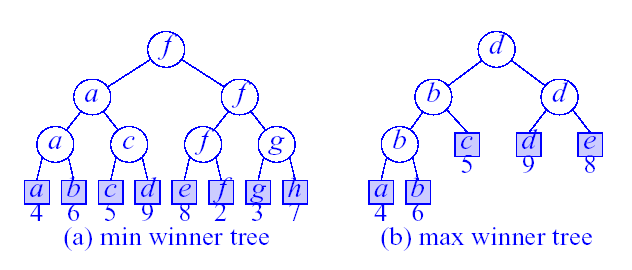 f d
a f b d
a c f g b c d e
5 9 8
a b c d e f g h a b
4 6 5 9 8 2 3 7 4 6
(a) min winner tree (b) max winner tree